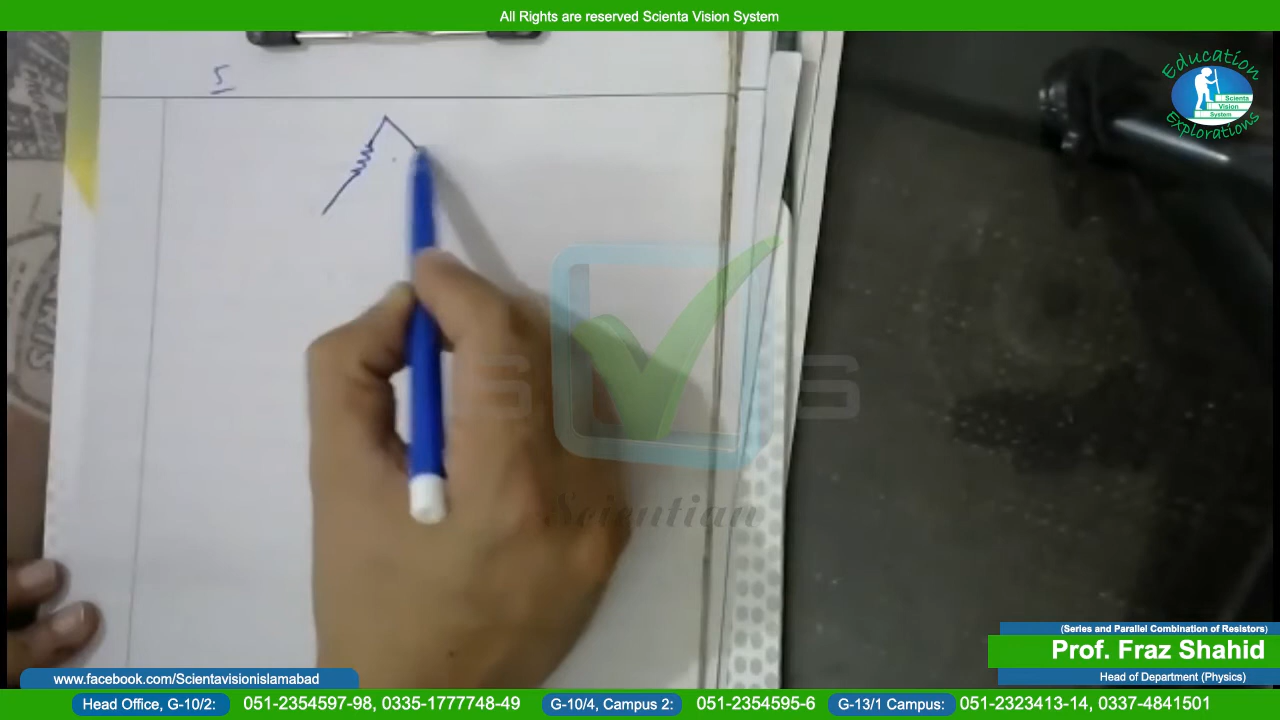 All Rights are reserved Scienta Vision System
Education
Scienta
Vision
System
Explorations
5
S S
Scientian
(Series and Parallel Combination of Resistors)
Prof. Fraz Shahid
Head of Department (Physics)
www.facebook.com/Scientavisionislamabad
Head Office, G-10/2: 051-2354597-98, 0335-1777748-49 G-10/4, Campus 2: 051-2354595-6 G-13/1 Campus: 051-2323413-14, 0337-4841501